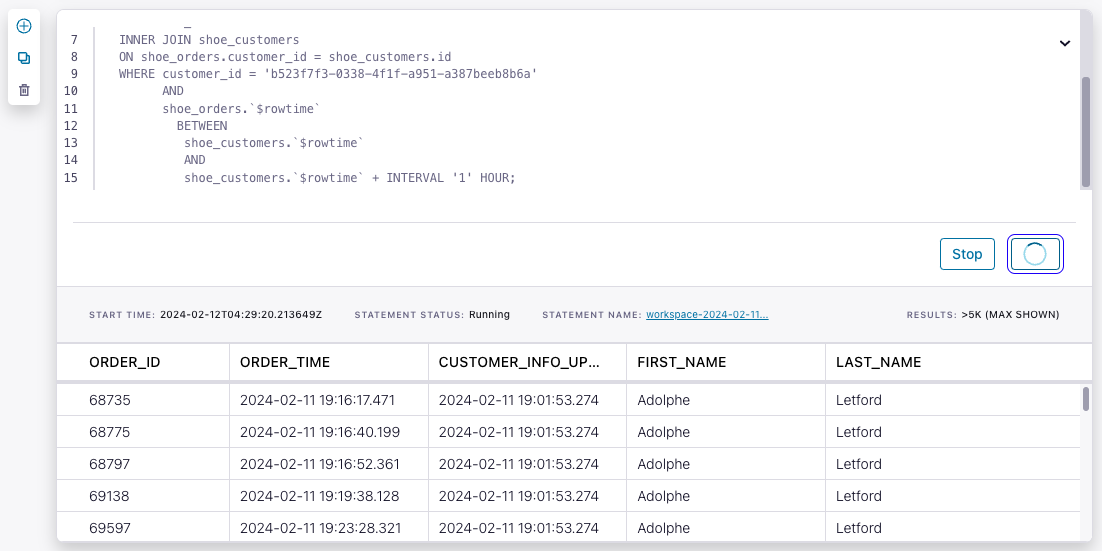 7 INNER JOIN shoe_customers
8 ON shoe_orders.customer_id = shoe_customers.id
9 WHERE customer_id = 'b523f7f3-0338-4f1f-a951-a387beeb8b6a'
10 AND
11 shoe_orders.`$rowtime`
12 BETWEEN
13 shoe_customers.`$rowtime`
14 AND
15 shoe_customers.`$rowtime` + INTERVAL '1' HOUR;
Stop
START TIME: 2024-02-12T04:29:20.213649Z STATEMENT STATUS: Running STATEMENT NAME: workspace-2024-02-11... RESULTS: >5K (MAX SHOWN)
ORDER_ID ORDER_TIME CUSTOMER_INFO_UP... FIRST_NAME LAST_NAME
68735 2024-02-11 19:16:17.471 2024-02-11 19:01:53.274 Adolphe Letford
68775 2024-02-11 19:16:40.199 2024-02-11 19:01:53.274 Adolphe Letford
68797 2024-02-11 19:16:52.361 2024-02-11 19:01:53.274 Adolphe Letford
69138 2024-02-11 19:19:38.128 2024-02-11 19:01:53.274 Adolphe Letford
69597 2024-02-11 19:23:28.321 2024-02-11 19:01:53.274 Adolphe Letford